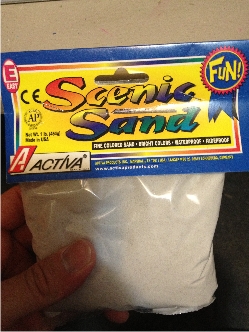 E
EASY
CE
AP
Net Wt. 1 lb. (454g)
Made in USA
Scenic
Sand
FUN!
FINE COLORED SAND • BRIGHT COLORS • WATERPROOF • FADEPROOF
ACTIVA
www.activaproducts.com